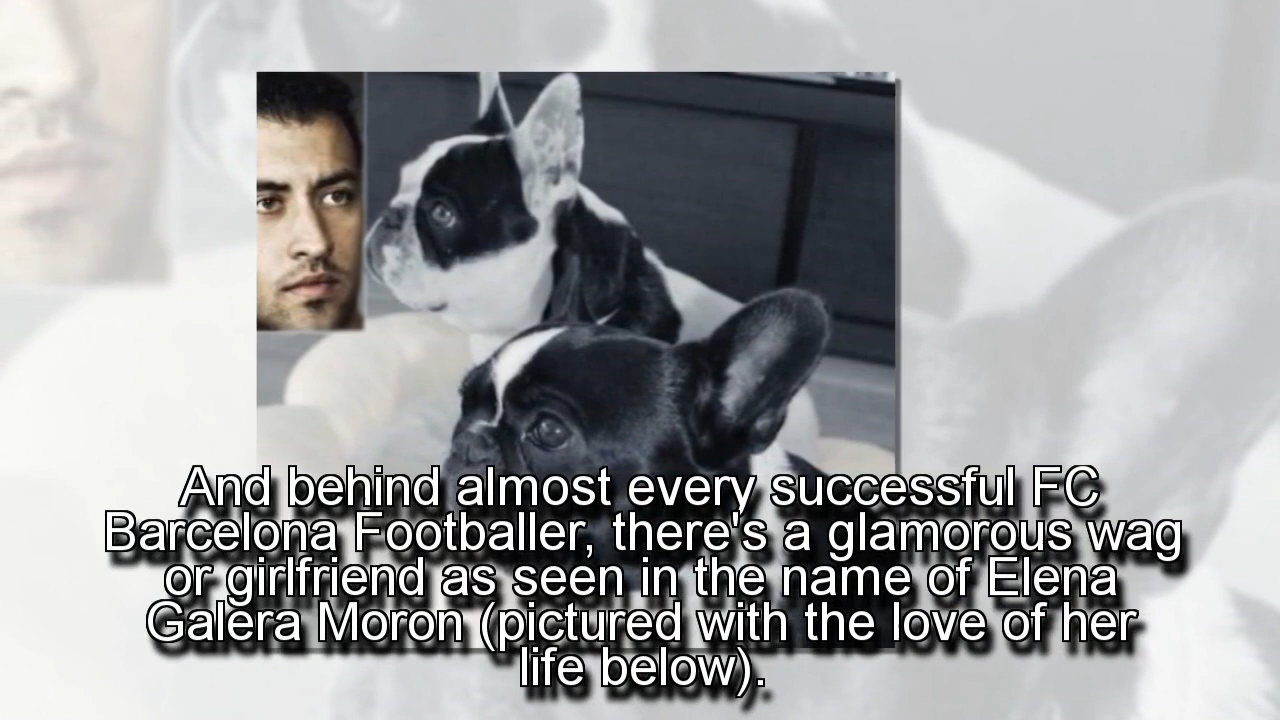 And behind almost every successful FC
Barcelona Footballer, there's a glamorous wag
or girlfriend as seen in the name of Elena
Galera Moron (pictured with the love of her
life below).